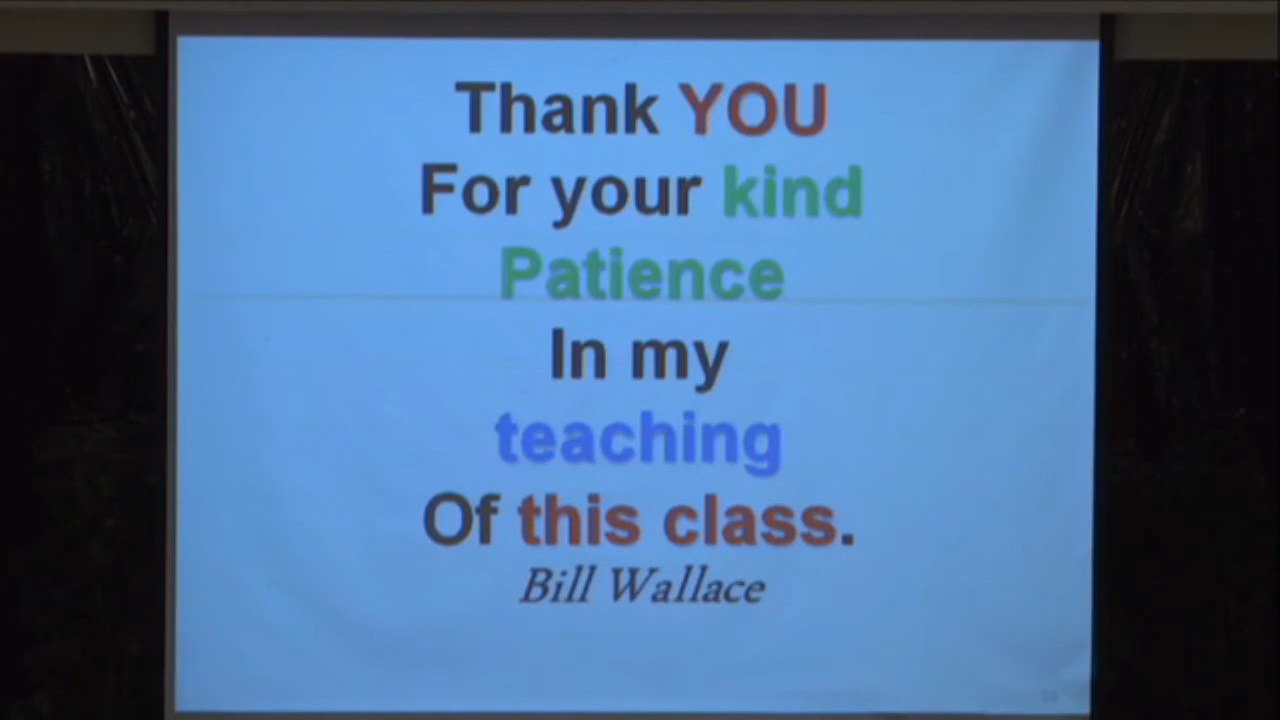 Thank YOU
For your kind
Patience
In my
teaching
Of this class.
Bill Wallace